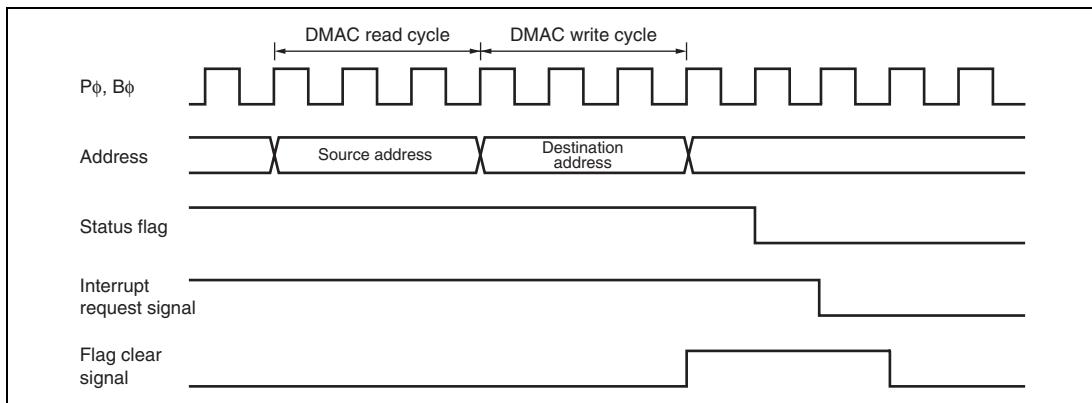 DMAC read cycle DMAC write cycle
Pϕ, Bϕ
Address
Source address
Destination
address
Status flag
Interrupt
request signal
Flag clear
signal